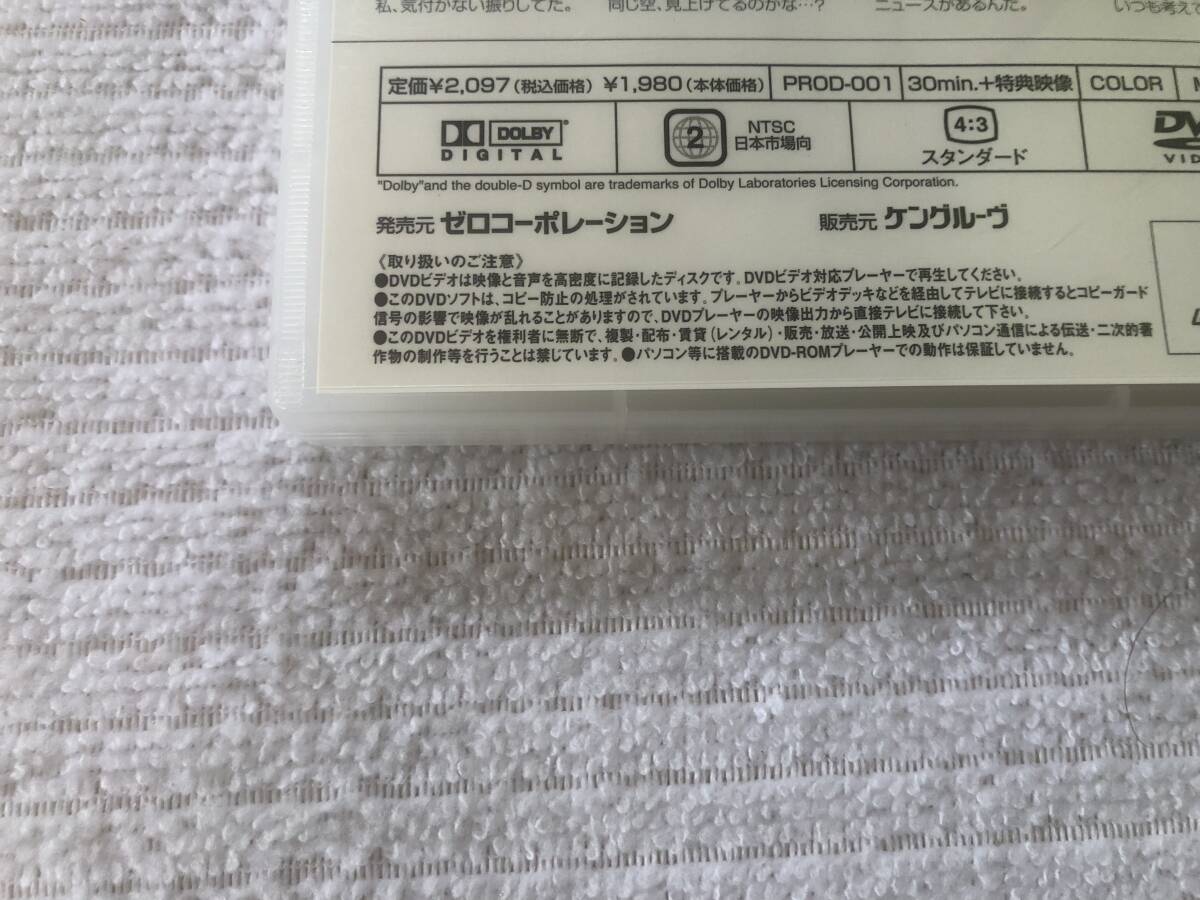 私、気付かない振りしてた。 同じ空、見上げてるのかな…? ニュースがあるんだ。 いつも考えて
定価¥2,097(税込価格) ¥1,980(本体価格) PROD-001 30min.+特典映像 COLOR
DOLBY DIGITAL 2 NTSC 日本市場向 4:3 スタンダード
"Dolby"and the double-D symbol are trademarks of Dolby Laboratories Licensing Corporation.
発売元 ゼロコーポレーション 販売元 ケングルーヴ
《取り扱いのご注意》
●DVDビデオは映像と音声を高密度に記録したディスクです。DVDビデオ対応プレーヤーで再生してください。
●このDVDソフトは、コピー防止の処理がされています。プレーヤーからビデオデッキなどを経由してテレビに接続するとコピーガード
信号の影響で映像が乱れることがありますので、DVDプレーヤーの映像出力から直接テレビに接続して下さい。
●このDVDビデオを権利者に無断で、複製・配布・賃貸(レンタル)・販売・放送・公開上映及びパソコン通信による伝送・二次的著
作物の制作等を行うことは禁じています。●パソコン等に搭載のDVD-ROMプレーヤーでの動作は保証していません。